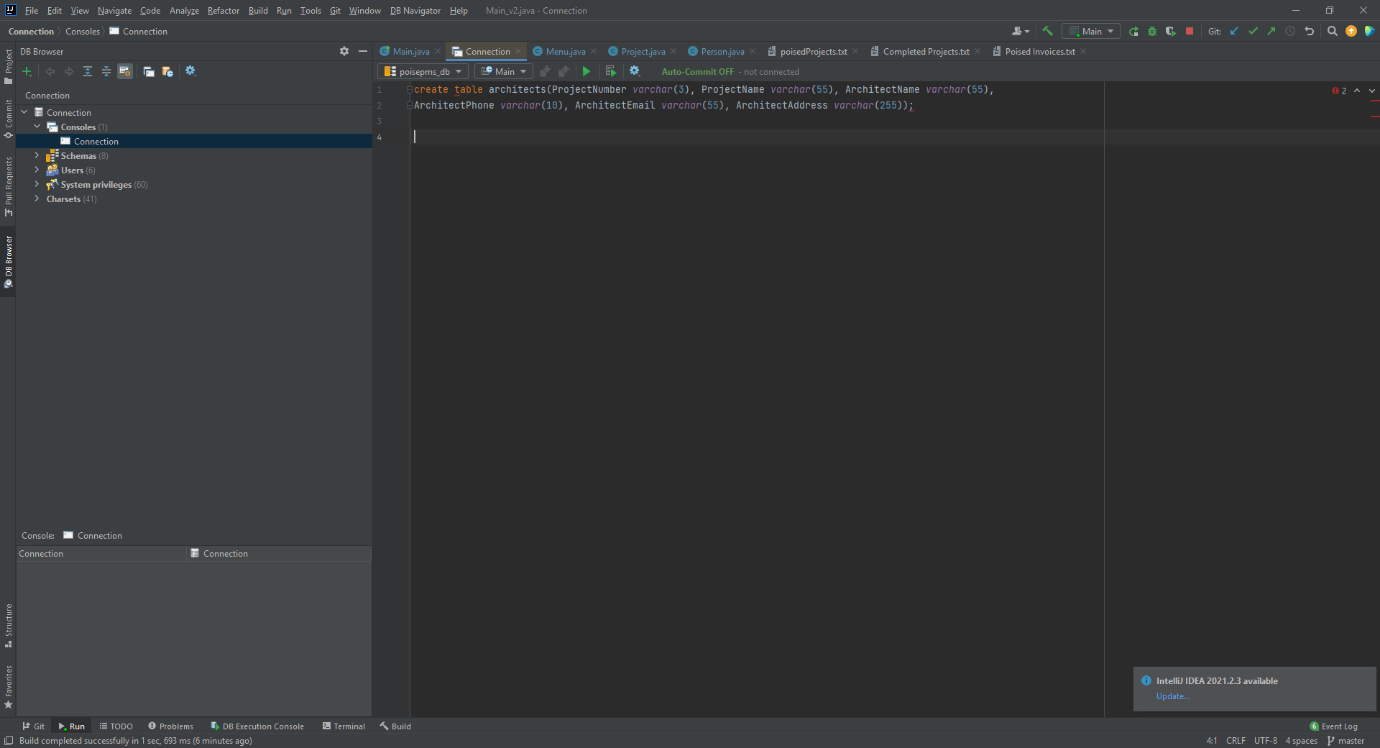 File Edit View Navigate Code Analyze Refactor Build Run Tools Git Window DB Navigator Help Main_v2.java - Connection
Connection Consoles Connection
Main
Git:
DB Browser
Main.java Connection Menu.java Project.java Person.java poisedProjects.txt Completed Projects.txt Poised Invoices.txt
poisepms_db Main Auto-Commit OFF - not connected
Connection
Connection
Consoles (1)
Connection
Schemas (8)
Users (6)
System privileges (60)
Charsets (41)
1 create table architects(ProjectNumber varchar(3), ProjectName varchar(55), ArchitectName varchar(55),
2 ArchitectPhone varchar(10), ArchitectEmail varchar(55), ArchitectAddress varchar(255));
3
4
2
Project
Commit
Pull Requests
DB Browser
Structure
Favorites
Console: Connection
Connection Connection
IntelliJ IDEA 2021.2.3 available
Update...
Git Run TODO Problems DB Execution Console Terminal Build
6 Event Log
Build completed successfully in 1 sec, 693 ms (6 minutes ago)
4:1 CRLF UTF-8 4 spaces master